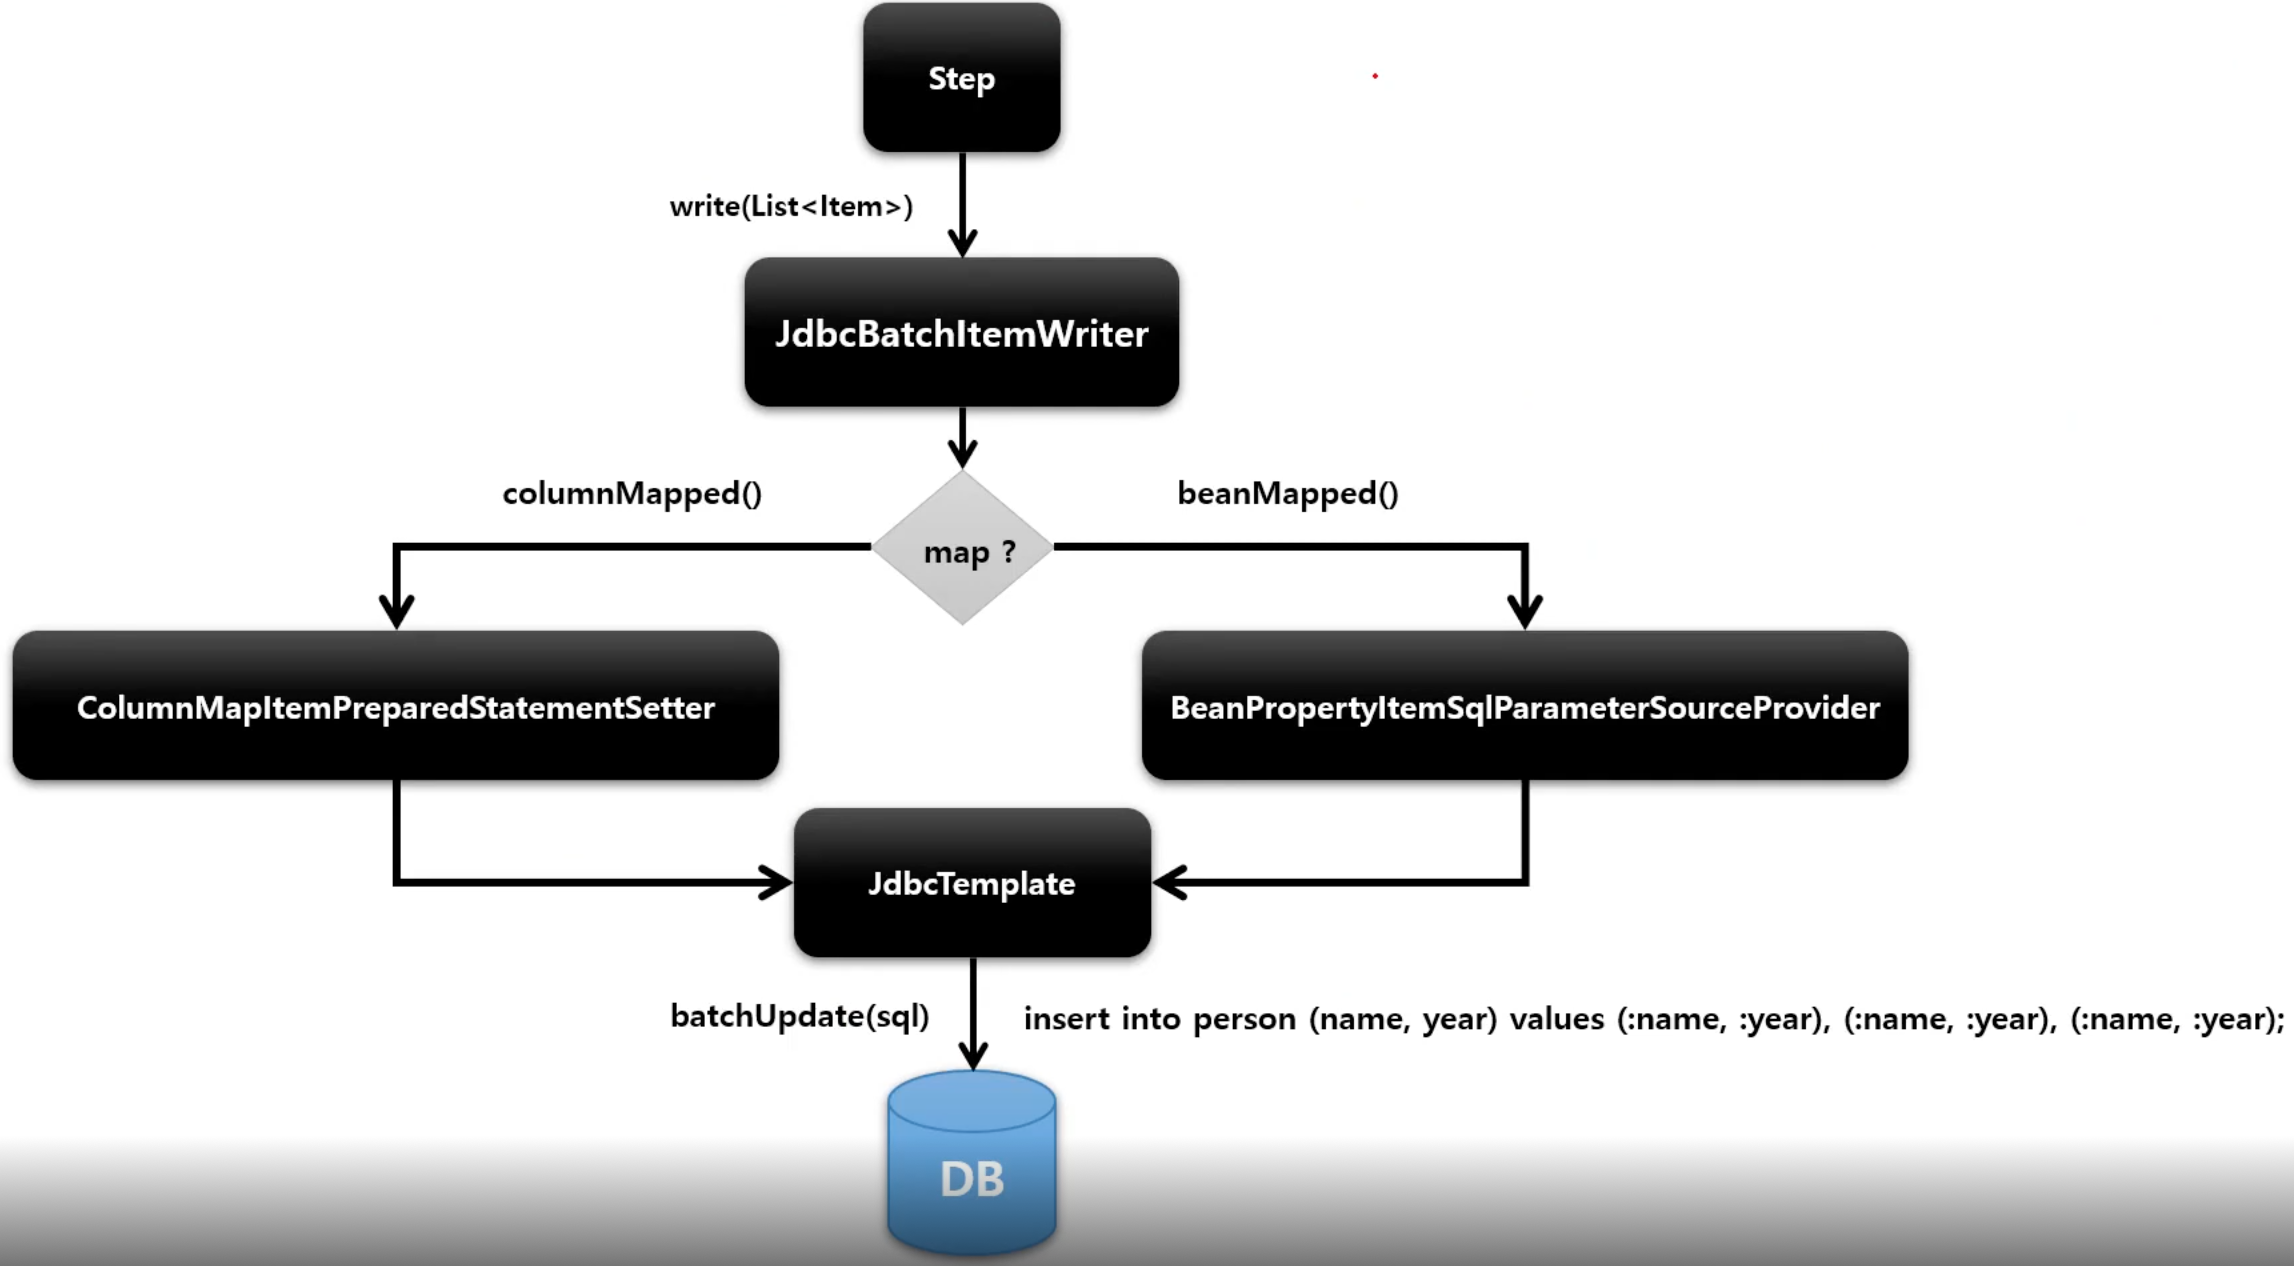 Step
write(List<Item>)
JdbcBatchItemWriter
columnMapped()
beanMapped()
map ?
ColumnMapItemPreparedStatementSetter
BeanPropertyItemSqlParameterSourceProvider
JdbcTemplate
batchUpdate(sql)
insert into person (name, year) values (:name, :year), (:name, :year), (:name, :year);
DB